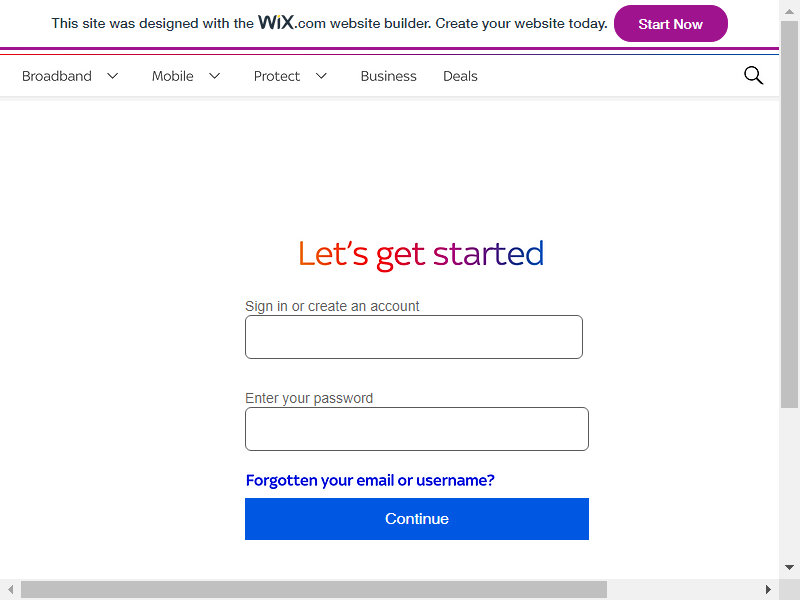 This site was designed with the WiX.com website builder. Create your website today. Start Now
Broadband Mobile Protect Business Deals
Let's get started
Sign in or create an account
Enter your password
Forgotten your email or username?
Continue